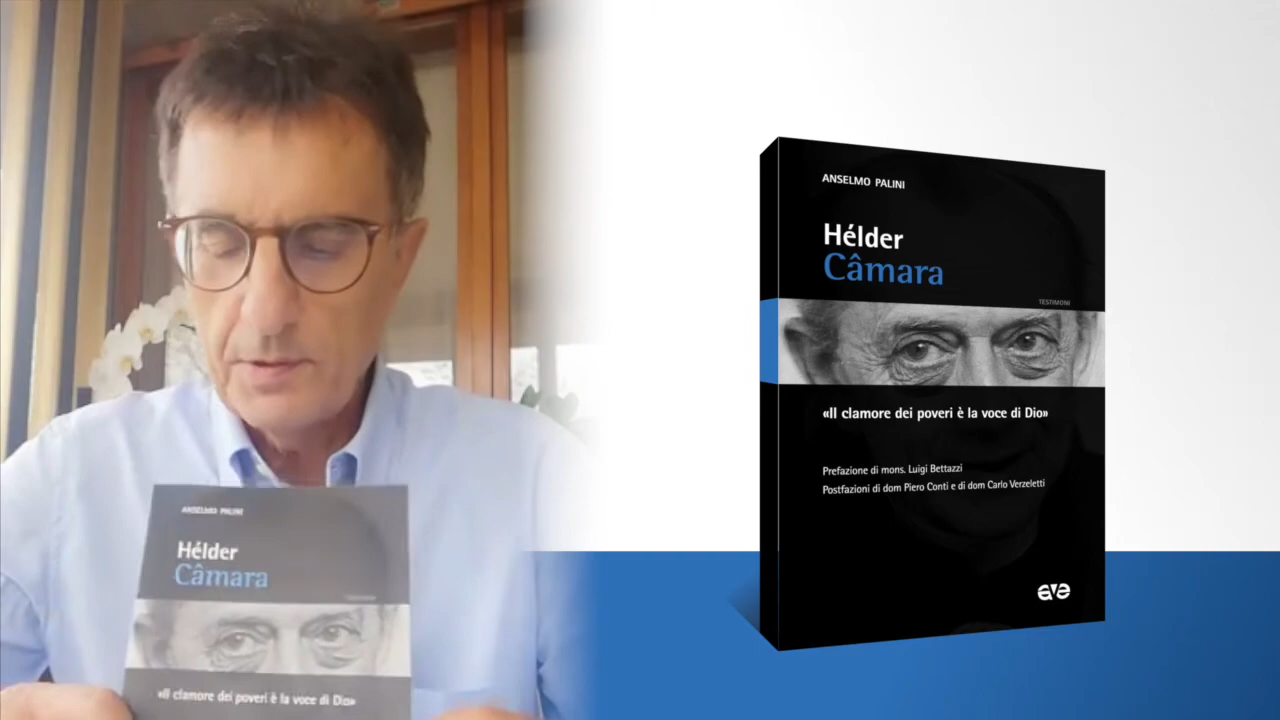 ANSELMO PALINI
Hélder
Câmara
«Il clamore dei poveri è la voce di Dio»
ANSELMO PALINI
Hélder
Câmara
TESTIMONI
«Il clamore dei poveri è la voce di Dio»
Prefazione di mons. Luigi Bettazzi
Postfazioni di dom Piero Conti e di dom Carlo Verzeletti
eve